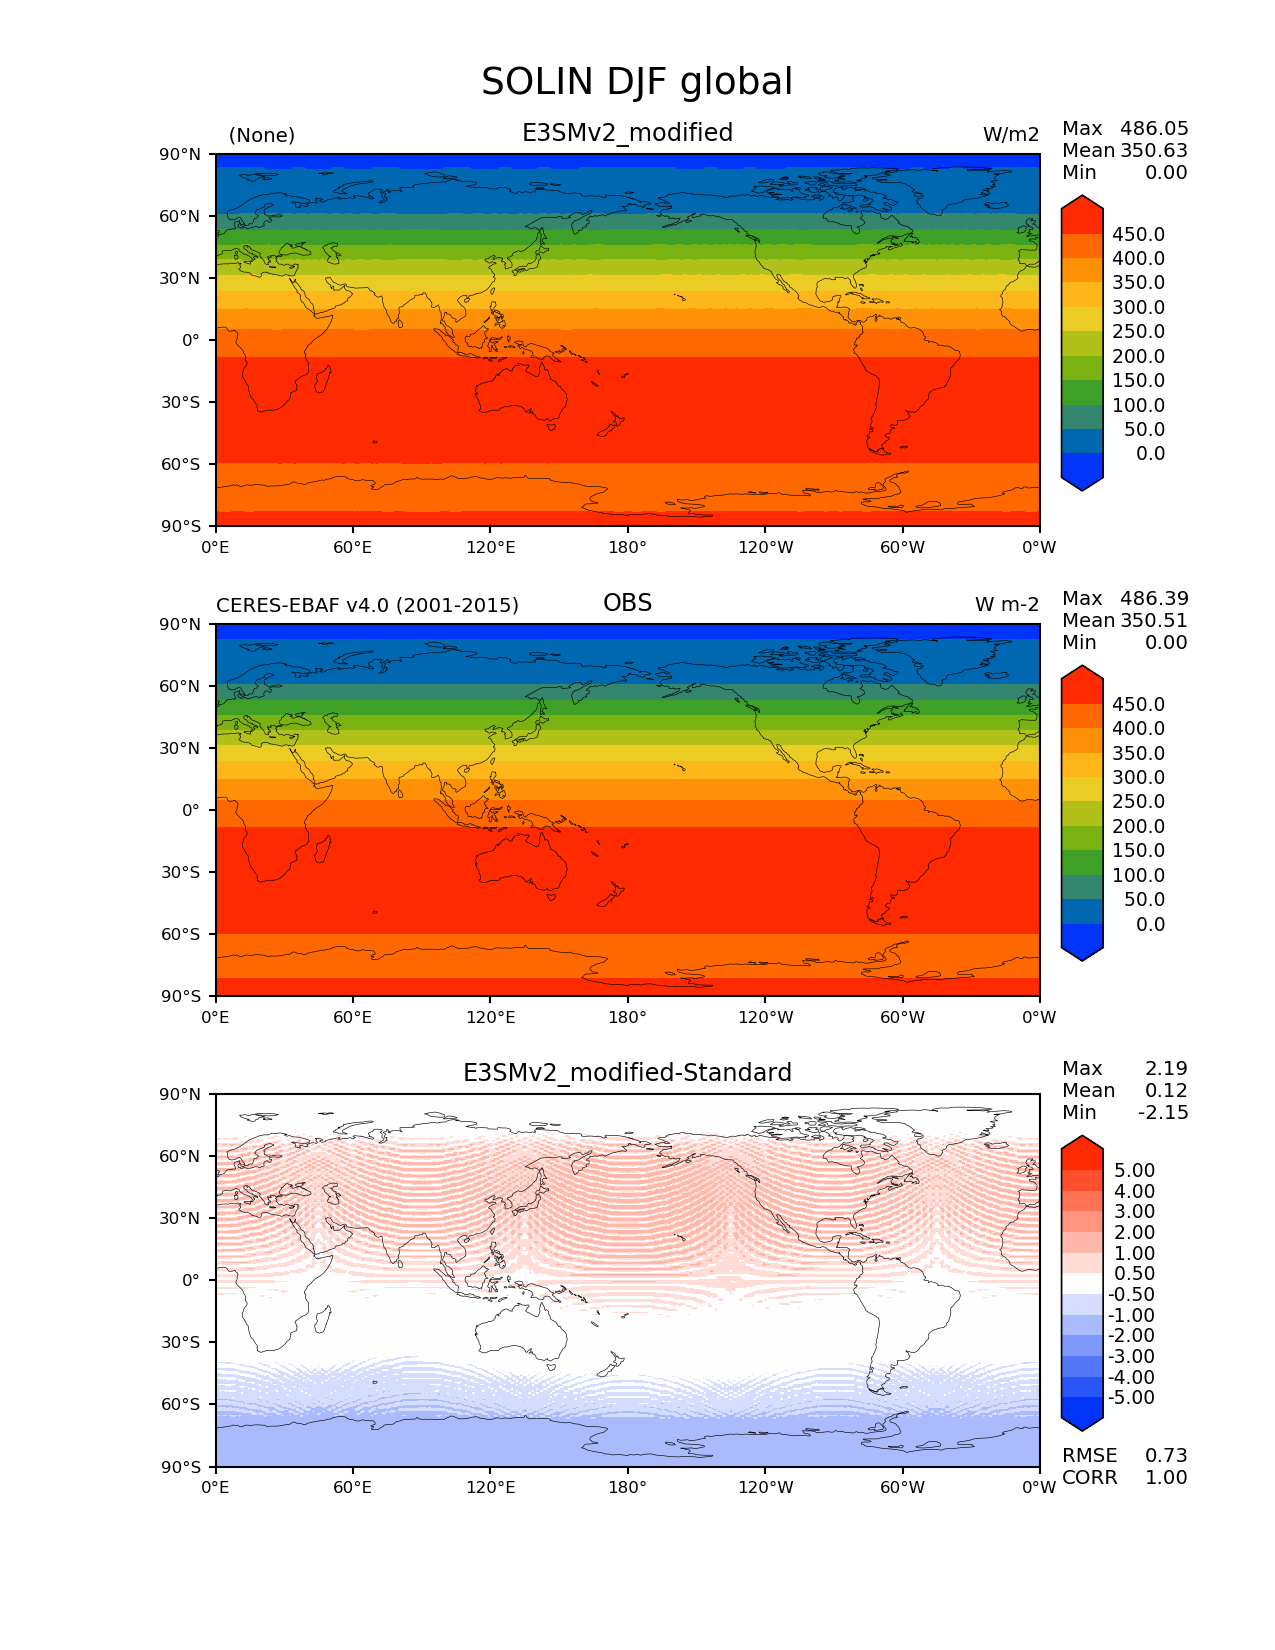 SOLIN DJF global
(None) E3SMv2_modified W/m2
Max 486.05
Mean 350.63
Min 0.00
90°N
60°N
30°N
0°
30°S
60°S
90°S
0°E 60°E 120°E 180° 120°W 60°W 0°W
450.0
400.0
350.0
300.0
250.0
200.0
150.0
100.0
50.0
0.0
CERES-EBAF v4.0 (2001-2015) OBS W m-2
Max 486.39
Mean 350.51
Min 0.00
90°N
60°N
30°N
0°
30°S
60°S
90°S
0°E 60°E 120°E 180° 120°W 60°W 0°W
450.0
400.0
350.0
300.0
250.0
200.0
150.0
100.0
50.0
0.0
E3SMv2_modified-Standard
Max 2.19
Mean 0.12
Min -2.15
90°N
60°N
30°N
0°
30°S
60°S
90°S
0°E 60°E 120°E 180° 120°W 60°W 0°W
5.00
4.00
3.00
2.00
1.00
0.50
-0.50
-1.00
-2.00
-3.00
-4.00
-5.00
RMSE 0.73
CORR 1.00